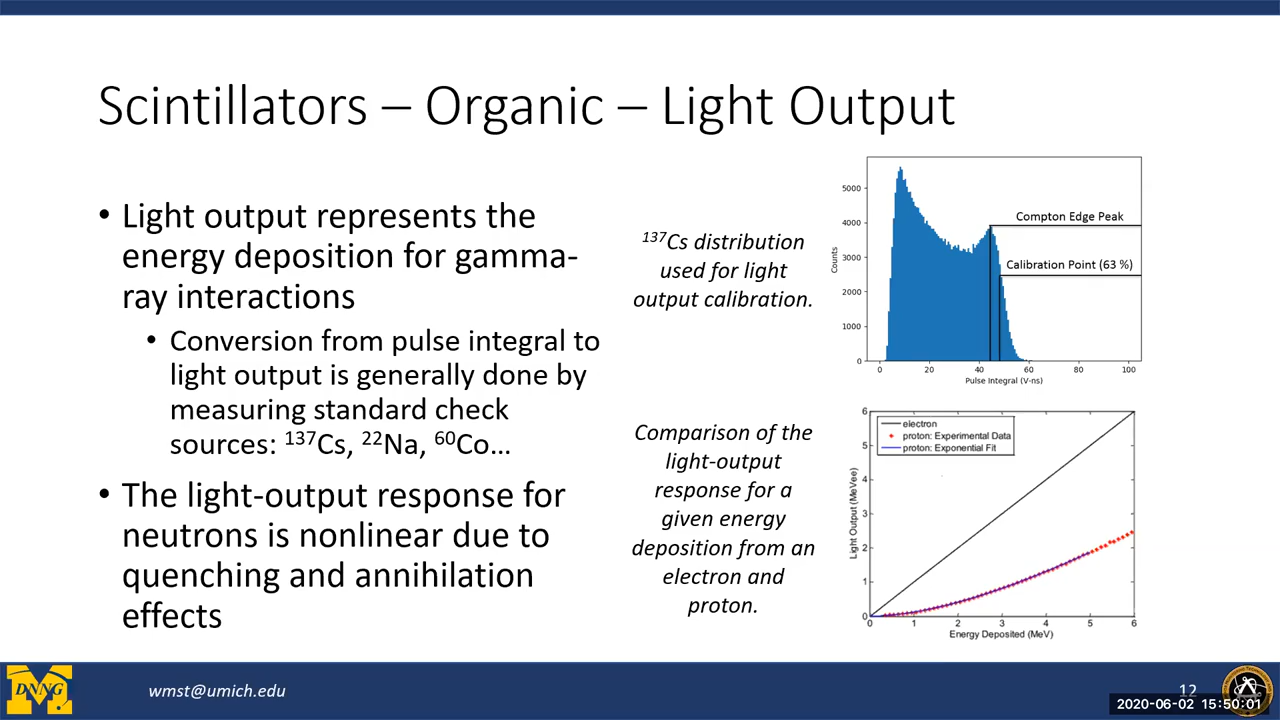 Scintillators – Organic – Light Output
• Light output represents the
energy deposition for gamma-
ray interactions
• Conversion from pulse integral to
light output is generally done by
measuring standard check
sources: ¹³⁷Cs, ²²Na, ⁶⁰Co…
• The light-output response for
neutrons is nonlinear due to
quenching and annihilation
effects
¹³⁷Cs distribution
used for light
output calibration.
Compton Edge Peak
Calibration Point (63 %)
Counts
5000
4000
3000
2000
1000
0
0 20 40 60 80 100
Pulse Integral (V-ns)
Comparison of the
light-output
response for a
given energy
deposition from an
electron and
proton.
electron
proton: Experimental Data
proton: Exponential Fit
Light Output (MeVee)
6
5
4
3
2
1
0
0 1 2 3 4 5 6
Energy Deposited (MeV)
DNNG
wmst@umich.edu
12
2020-06-02 15:50:01